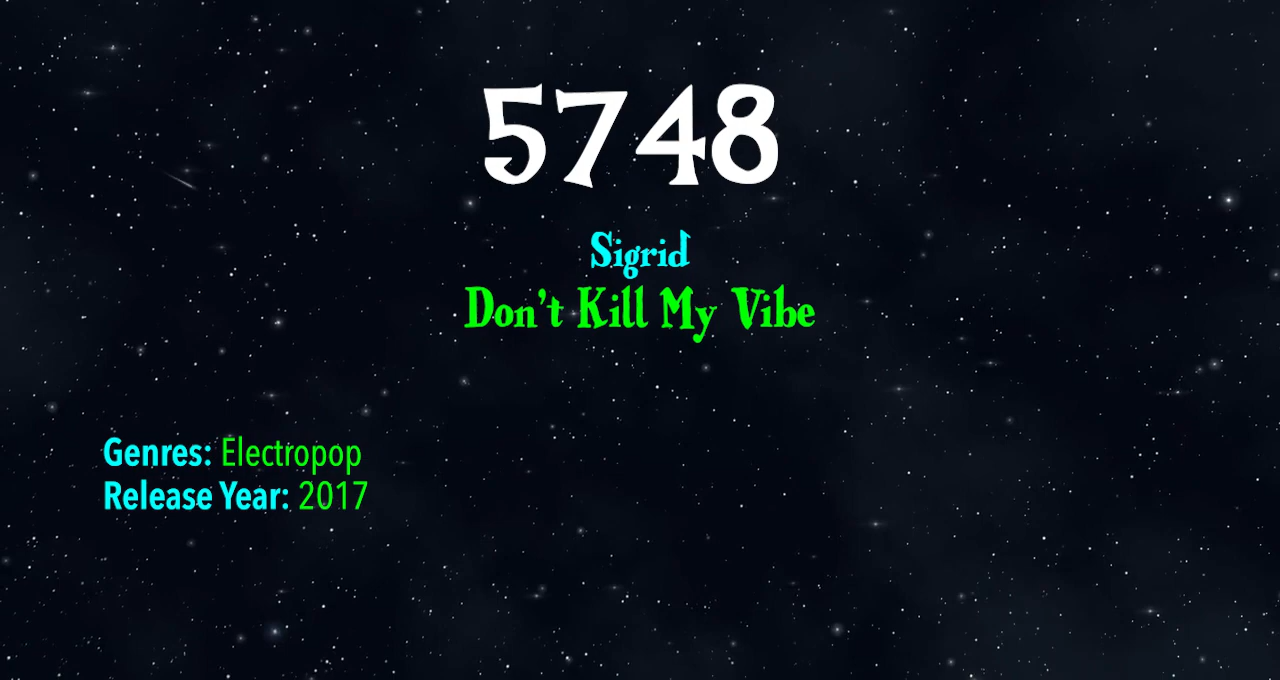 5748
Sigrid
Don't Kill My Vibe
Genres: Electropop
Release Year: 2017